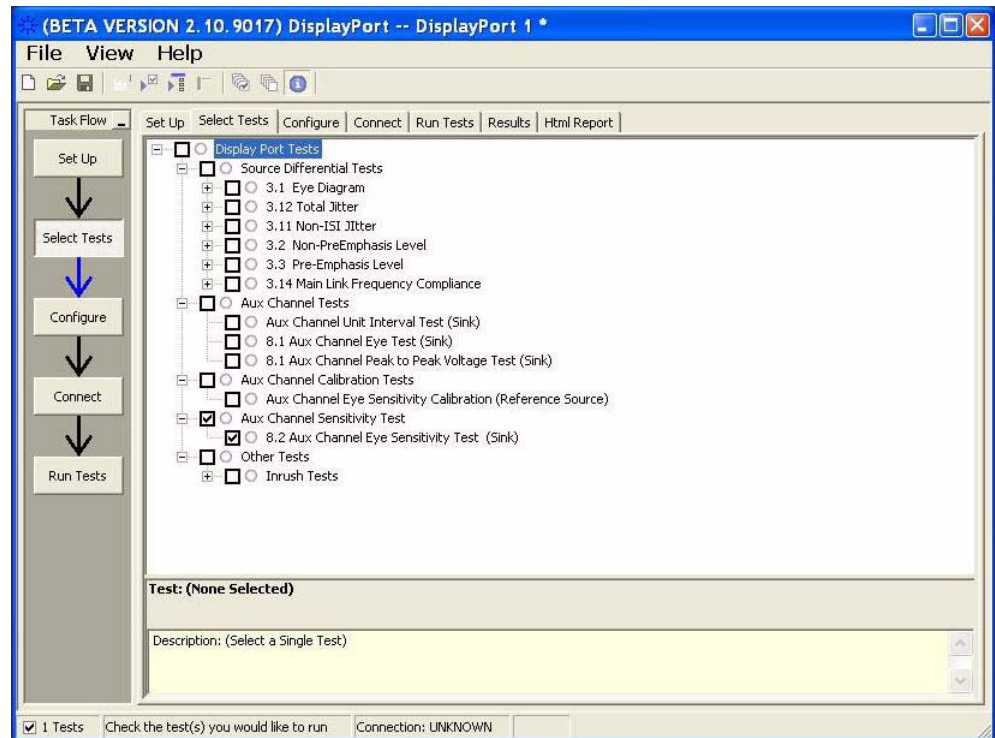 (BETA VERSION 2.10.9017) DisplayPort -- DisplayPort 1 *
File View Help
Task Flow
Set Up
Select Tests
Configure
Connect
Run Tests
Set Up Select Tests Configure Connect Run Tests Results Html Report
Display Port Tests
Source Differential Tests
3.1 Eye Diagram
3.12 Total Jitter
3.11 Non-ISI JItter
3.2 Non-PreEmphasis Level
3.3 Pre-Emphasis Level
3.14 Main Link Frequency Compliance
Aux Channel Tests
Aux Channel Unit Interval Test (Sink)
8.1 Aux Channel Eye Test (Sink)
8.1 Aux Channel Peak to Peak Voltage Test (Sink)
Aux Channel Calibration Tests
Aux Channel Eye Sensitivity Calibration (Reference Source)
Aux Channel Sensitivity Test
8.2 Aux Channel Eye Sensitivity Test (Sink)
Other Tests
Inrush Tests
Test: (None Selected)
Description: (Select a Single Test)
1 Tests Check the test(s) you would like to run Connection: UNKNOWN